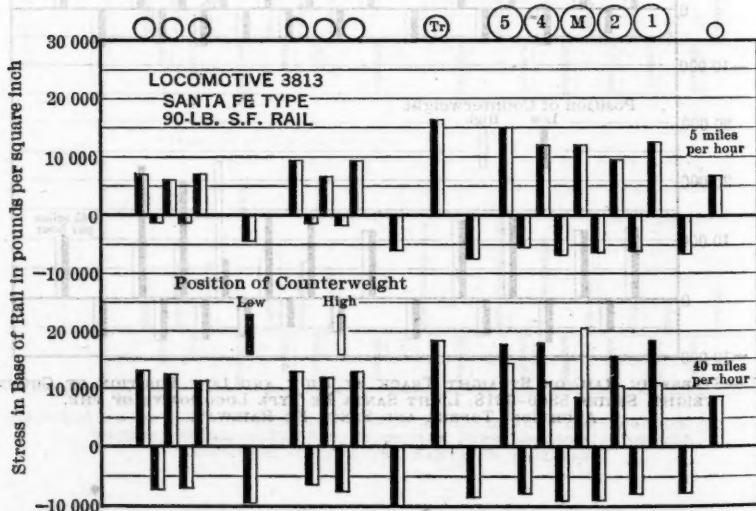 Tr 5 4 M 2 1
30 000
LOCOMOTIVE 3813
SANTA FE TYPE
90-LB. S.F. RAIL
20 000
5 miles
per hour
10 000
0
−10 000
Position of Counterweight
Low High
20 000
40 miles
per hour
10 000
0
−10 000
Stress in Base of Rail in pounds per square inch